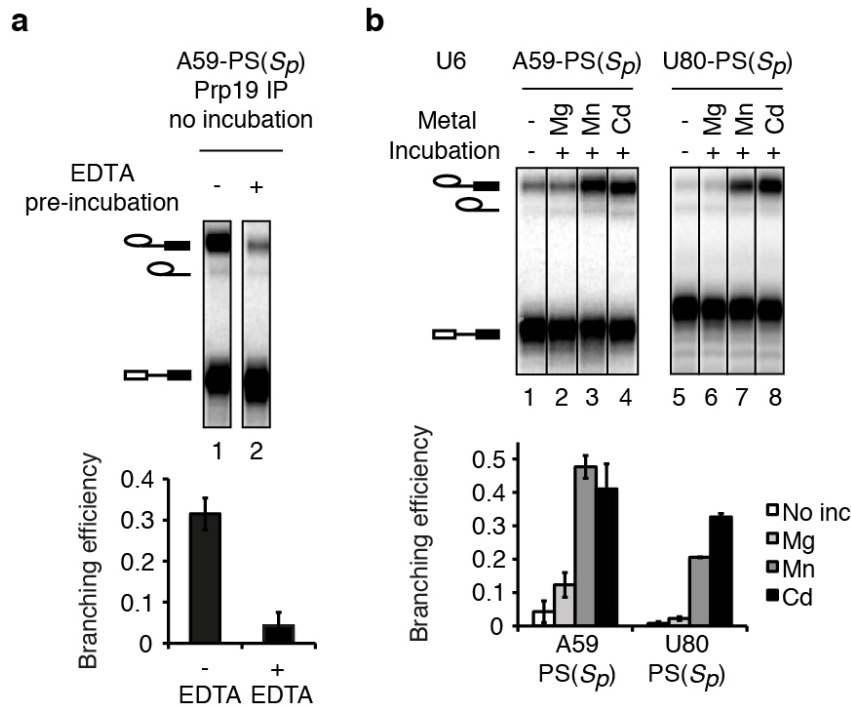 a
A59-PS(Sp)
Prp19 IP
no incubation
EDTA
pre-incubation
- +
1 2
Branching efficiency
0.4
0.3
0.2
0.1
0
- +
EDTA EDTA
b
U6 A59-PS(Sp) U80-PS(Sp)
Metal - Mg Mn Cd - Mg Mn Cd
Incubation - + + + - + + +
1 2 3 4 5 6 7 8
Branching efficiency
0.5
0.4
0.3
0.2
0.1
0
No inc
Mg
Mn
Cd
A59 U80
PS(Sp) PS(Sp)